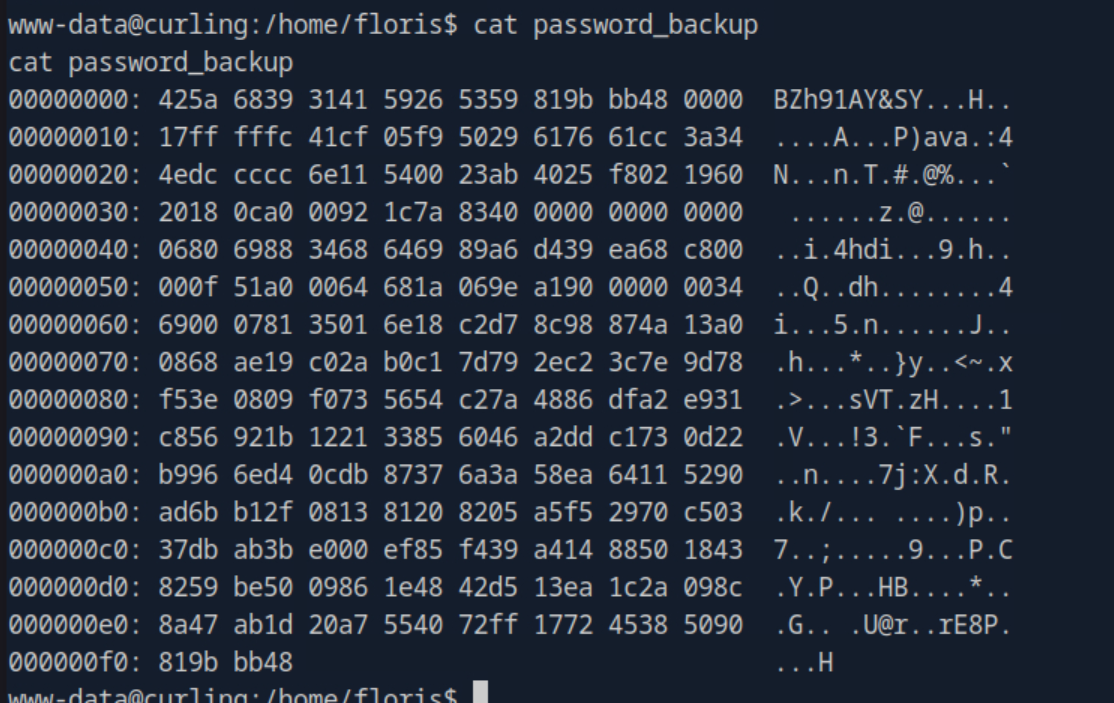 www-data@curling:/home/floris$ cat password_backup
cat password_backup
00000000: 425a 6839 3141 5926 5359 819b bb48 0000  BZh91AY&SY...H..
00000010: 17ff fffc 41cf 05f9 5029 6176 61cc 3a34  ....A...P)ava.:4
00000020: 4edc cccc 6e11 5400 23ab 4025 f802 1960  N...n.T.#.@%...`
00000030: 2018 0ca0 0092 1c7a 8340 0000 0000 0000   ......z.@......
00000040: 0680 6988 3468 6469 89a6 d439 ea68 c800  ..i.4hdi...9.h..
00000050: 000f 51a0 0064 681a 069e a190 0000 0034  ..Q..dh........4
00000060: 6900 0781 3501 6e18 c2d7 8c98 874a 13a0  i...5.n......J..
00000070: 0868 ae19 c02a b0c1 7d79 2ec2 3c7e 9d78  .h...*..}y..<~.x
00000080: f53e 0809 f073 5654 c27a 4886 dfa2 e931  .>...sVT.zH....1
00000090: c856 921b 1221 3385 6046 a2dd c173 0d22  .V...!3.`F...s."
000000a0: b996 6ed4 0cdb 8737 6a3a 58ea 6411 5290  ..n....7j:X.d.R.
000000b0: ad6b b12f 0813 8120 8205 a5f5 2970 c503  .k./... ....)p..
000000c0: 37db ab3b e000 ef85 f439 a414 8850 1843  7..;.....9...P.C
000000d0: 8259 be50 0986 1e48 42d5 13ea 1c2a 098c  .Y.P...HB....*..
000000e0: 8a47 ab1d 20a7 5540 72ff 1772 4538 5090  .G.. .U@r..rE8P.
000000f0: 819b bb48                                ...H
www-data@curling:/home/floris$